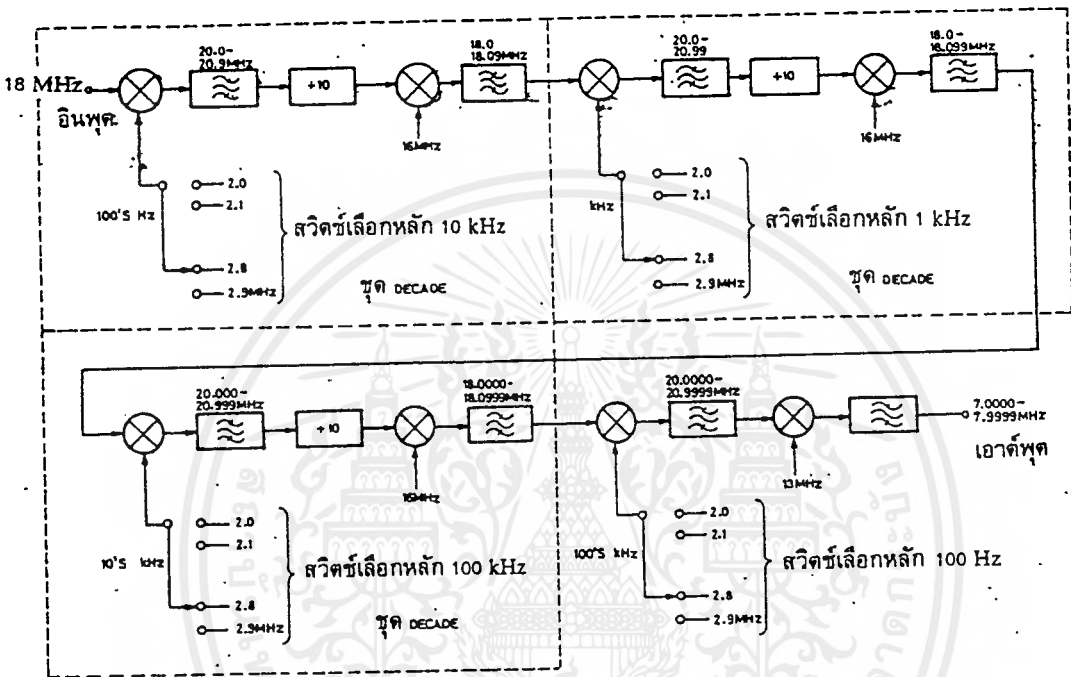 18 MHz
อินพุต
20.0-
20.9MHz
÷10
16MHz
18.0
18.09MHz
100'S Hz
2.0
2.1
2.8
2.9MHz
สวิตช์เลือกหลัก 10 kHz
ชุด DECADE
20.0-
20.99
÷10
16MHz
18.0-
18.099MHz
kHz
2.0
2.1
2.8
2.9MHz
สวิตช์เลือกหลัก 1 kHz
ชุด DECADE
20.000-
20.999MHz
÷10
16MHz
18.0000-
18.0999MHz
10'S kHz
2.0
2.1
2.8
2.9MHz
สวิตช์เลือกหลัก 100 kHz
ชุด DECADE
20.0000-
20.9999MHz
13MHz
7.0000-
7.9999MHz
เอาต์พุต
100'S kHz
2.0
2.1
2.8
2.9MHz
สวิตช์เลือกหลัก 100 Hz